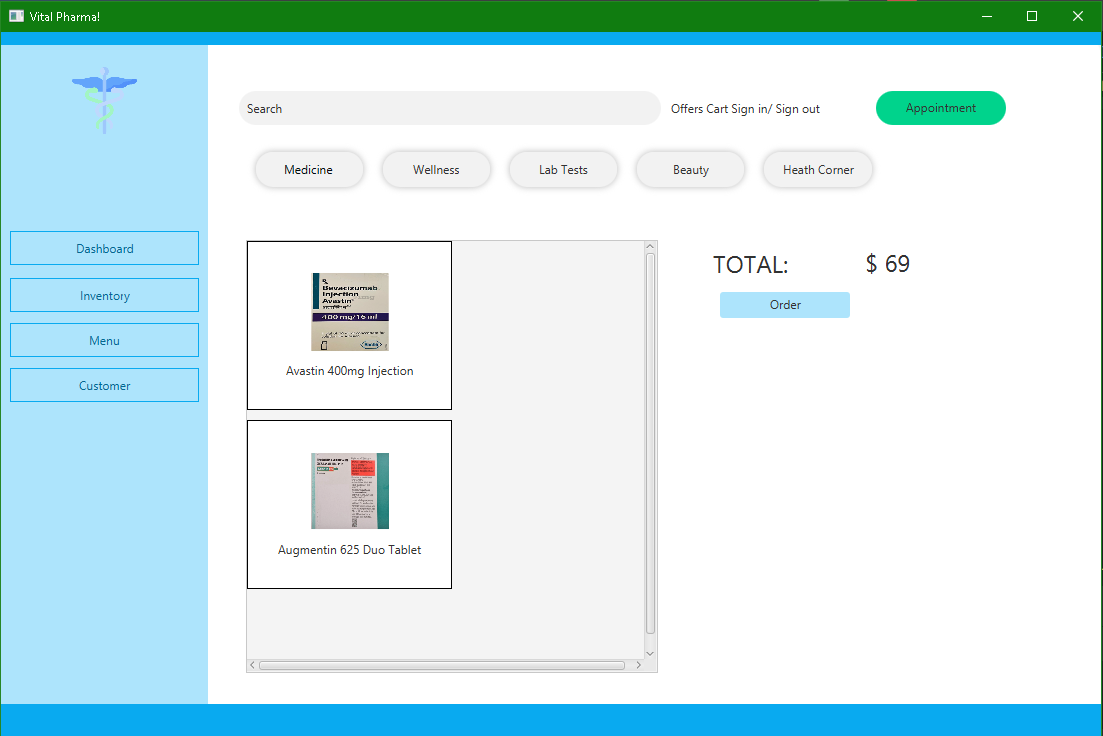 Vital Pharma!
Search
Offers Cart Sign in/ Sign out
Appointment
Medicine
Wellness
Lab Tests
Beauty
Heath Corner
Dashboard
Inventory
Menu
Customer
Bevacizumab
Injection
Avastin
400 mg/16 ml
Roche
Avastin 400mg Injection
Augmentin 625 Duo Tablet
TOTAL:
$ 69
Order